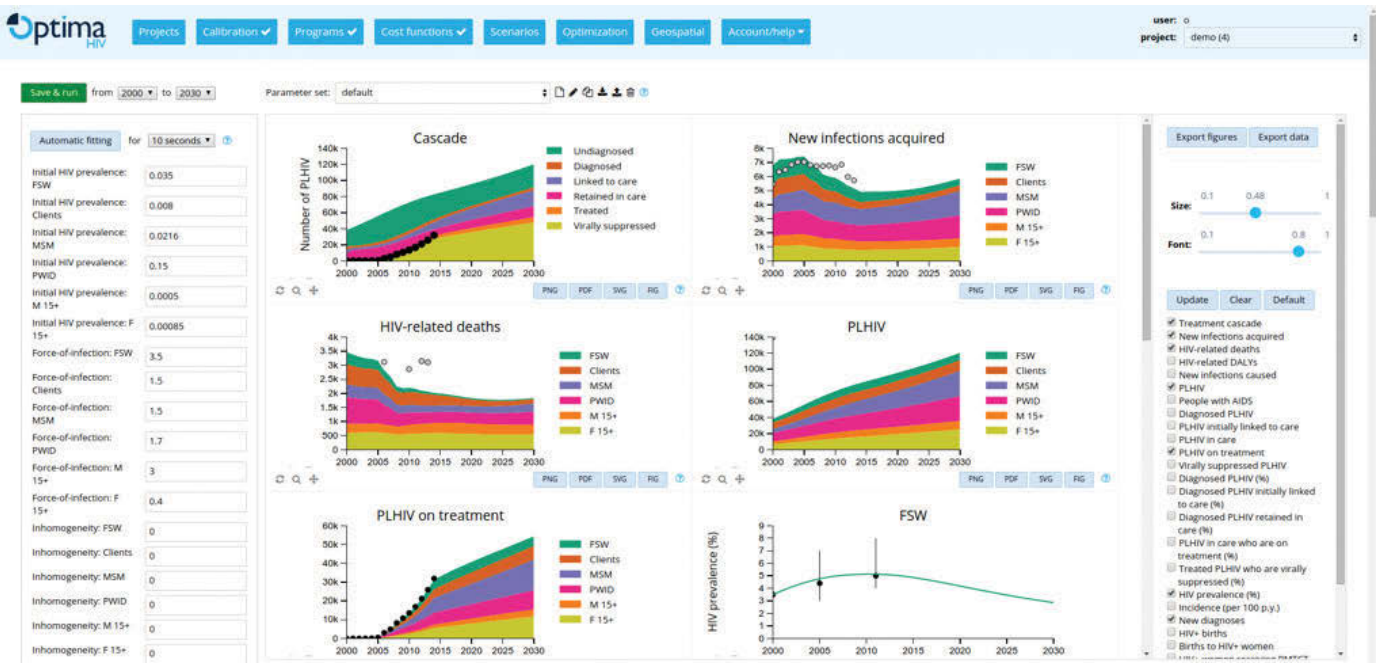 Optima
HIV
Projects
Calibration ✔
Programs ✔
Cost functions ✔
Scenarios
Optimization
Geospatial
Account/help
user: o
project: demo (4)
Save & run from 2000 to 2030
Parameter set: default
Automatic fitting for 10 seconds
Initial HIV prevalence:
FSW
0.035
Initial HIV prevalence:
Clients
0.008
Initial HIV prevalence:
MSM
0.0216
Initial HIV prevalence:
PWID
0.15
Initial HIV prevalence:
M 15+
0.0005
Initial HIV prevalence: F
15+
0.00085
Force-of-infection: FSW
3.5
Force-of-infection:
Clients
1.5
Force-of-infection:
MSM
1.5
Force-of-infection:
PWID
1.7
Force-of-infection: M
15+
3
Force-of-infection: F
15+
0.4
Inhomogeneity: FSW
0
Inhomogeneity: Clients
0
Inhomogeneity: MSM
0
Inhomogeneity: PWID
0
Inhomogeneity: M 15+
0
Inhomogeneity: F 15+
0
Cascade
Number of PLHIV
140k
120k
100k
80k
60k
40k
20k
0
2000 2005 2010 2015 2020 2025 2030
Undiagnosed
Diagnosed
Linked to care
Retained in care
Treated
Virally suppressed
PNG PDF SVG FIG
New infections acquired
8k
7k
6k
5k
4k
3k
2k
1k
0
2000 2005 2010 2015 2020 2025 2030
FSW
Clients
MSM
PWID
M 15+
F 15+
PNG PDF SVG FIG
HIV-related deaths
4k
3.5k
3k
2.5k
2k
1.5k
1k
500
0
2000 2005 2010 2015 2020 2025 2030
FSW
Clients
MSM
PWID
M 15+
F 15+
PNG PDF SVG FIG
PLHIV
140k
120k
100k
80k
60k
40k
20k
0
2000 2005 2010 2015 2020 2025 2030
FSW
Clients
MSM
PWID
M 15+
F 15+
PNG PDF SVG FIG
PLHIV on treatment
60k
50k
40k
30k
20k
10k
0
2000 2005 2010 2015 2020 2025 2030
FSW
Clients
MSM
PWID
M 15+
F 15+
FSW
HIV prevalence (%)
9
8
7
6
5
4
3
2
1
0
2000 2005 2010 2015 2020 2025 2030
Export figures
Export data
Size:
0.1 0.48 1
Font:
0.1 0.8 1
Update
Clear
Default
Treatment cascade
New infections acquired
HIV-related deaths
HIV-related DALYs
New infections caused
PLHIV
People with AIDS
Diagnosed PLHIV
PLHIV initially linked to care
PLHIV in care
PLHIV on treatment
Virally suppressed PLHIV
Diagnosed PLHIV (%)
Diagnosed PLHIV initially linked
to care (%)
Diagnosed PLHIV retained in
care (%)
PLHIV in care who are on
treatment (%)
Treated PLHIV who are virally
suppressed (%)
HIV prevalence (%)
Incidence (per 100 p.y.)
New diagnoses
HIV+ births
Births to HIV+ women